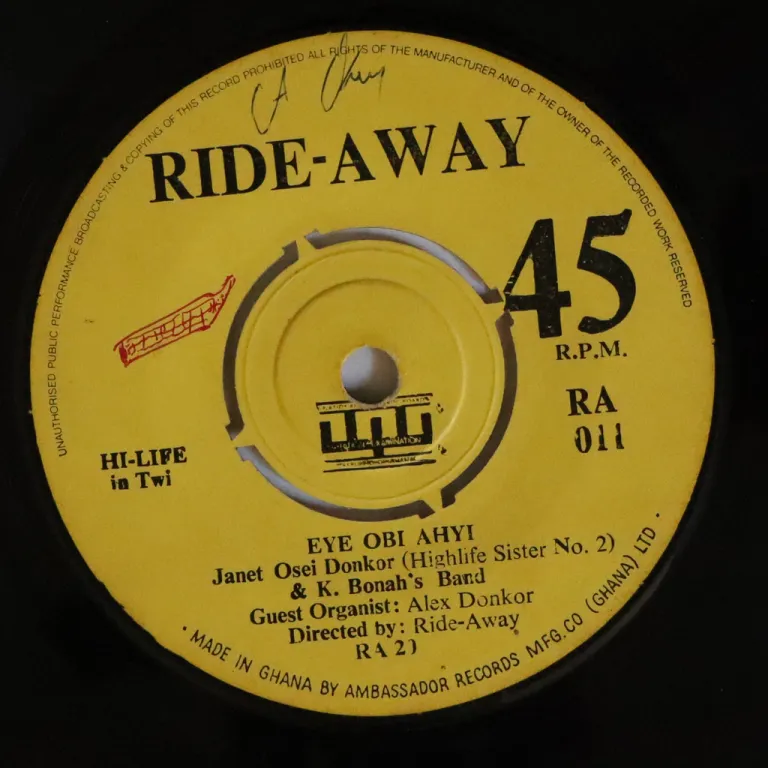 UNAUTHORISED PUBLIC PERFORMANCE BROADCASTING & COPYING OF THIS RECORD PROHIBITED ALL RIGHTS OF THE MANUFACTURER AND OF THE OWNER OF THE RECORDED WORK RESERVED
RIDE-AWAY
45
R.P.M.
RA
011
HI-LIFE
in Twi
EYE OBI AHYI
Janet Osei Donkor (Highlife Sister No. 2)
& K. Bonah's Band
Guest Organist: Alex Donkor
Directed by: Ride-Away
• MADE IN GHANA BY AMBASSADOR RECORDS MFG.CO (GHANA) LTD •